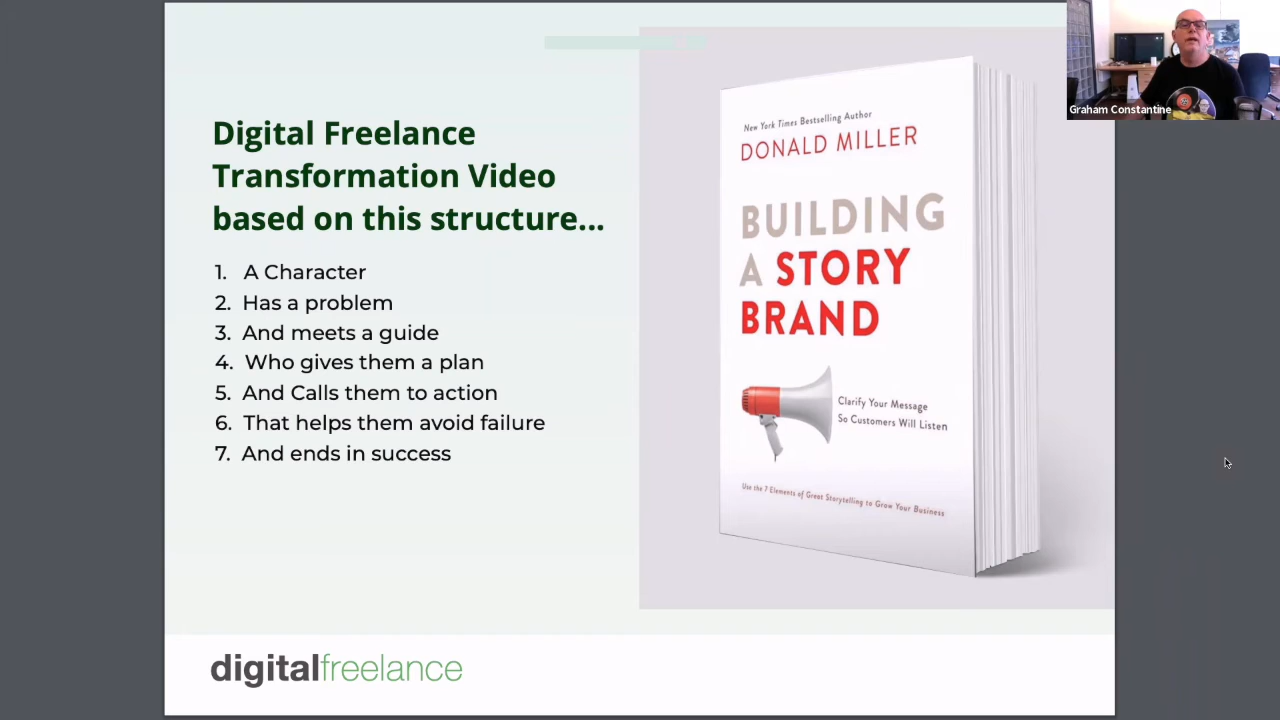 Digital Freelance
Transformation Video
based on this structure...
1. A Character
2. Has a problem
3. And meets a guide
4. Who gives them a plan
5. And Calls them to action
6. That helps them avoid failure
7. And ends in success
New York Times Bestselling Author
DONALD MILLER
BUILDING
A STORY
BRAND
Clarify Your Message
So Customers Will Listen
Use the 7 Elements of Great Storytelling to Grow Your Business
digitalfreelance
Graham Constantine